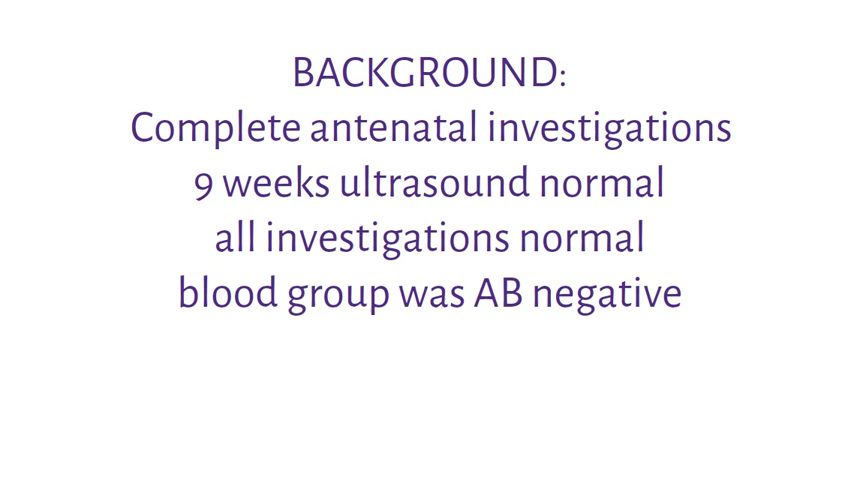 BACKGROUND:
Complete antenatal investigations
9 weeks ultrasound normal
all investigations normal
blood group was AB negative